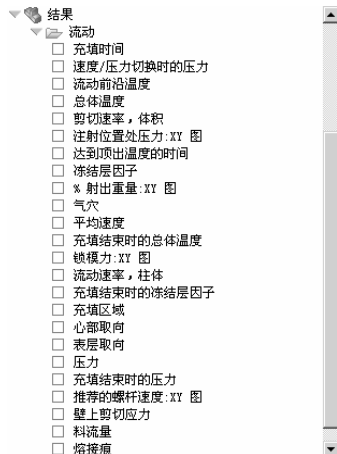 结果
流动
充填时间
速度/压力切换时的压力
流动前沿温度
总体温度
剪切速率，体积
注射位置处压力:XY 图
达到顶出温度的时间
冻结层因子
% 射出重量:XY 图
气穴
平均速度
充填结束时的总体温度
锁模力:XY 图
流动速率，柱体
充填结束时的冻结层因子
充填区域
心部取向
表层取向
压力
充填结束时的压力
推荐的螺杆速度:XY 图
壁上剪切应力
料流量
熔接痕